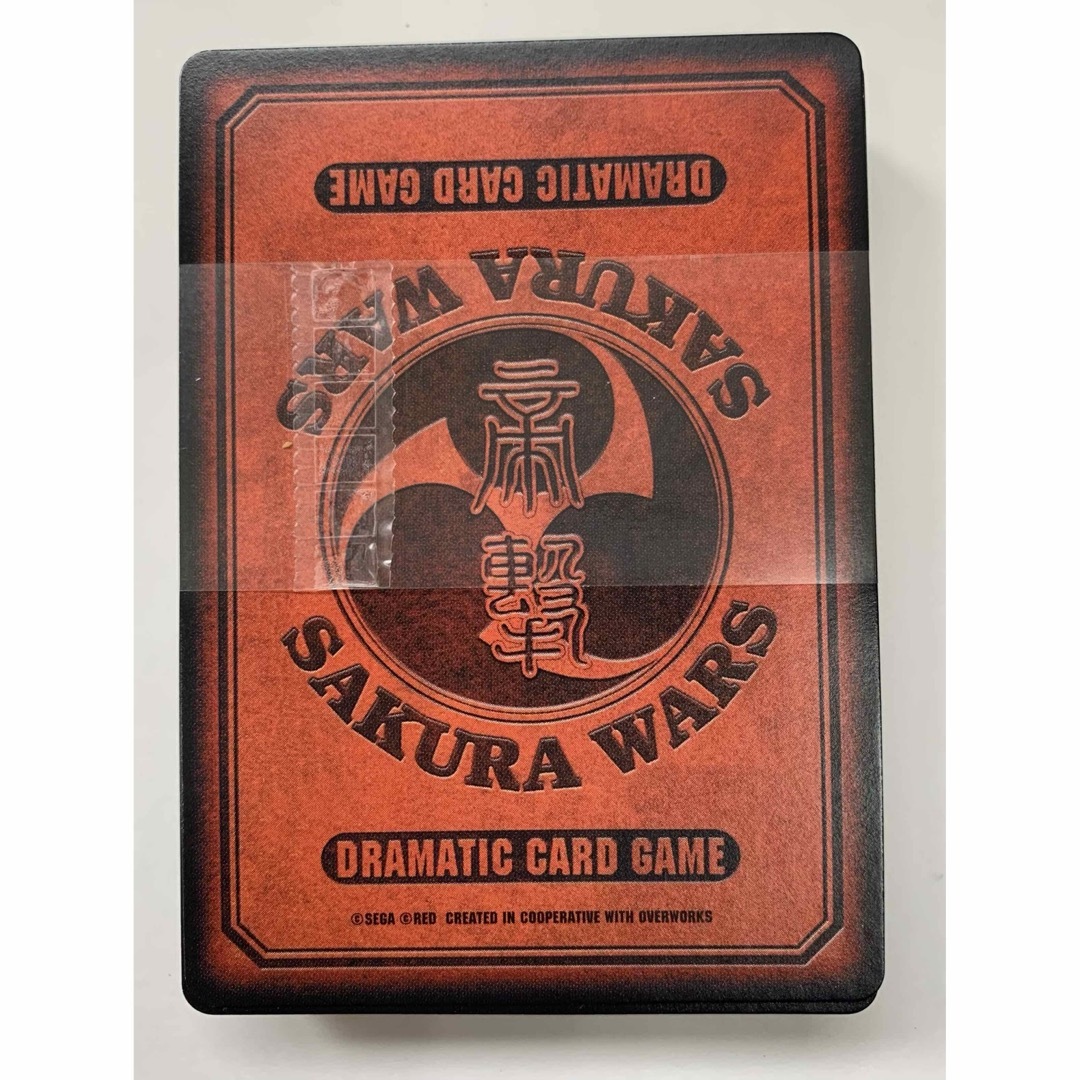 DRAMATIC CARD GAME
SAKURA WARS
帝
撃
SAKURA WARS
DRAMATIC CARD GAME
©SEGA ©RED CREATED IN COOPERATIVE WITH OVERWORKS